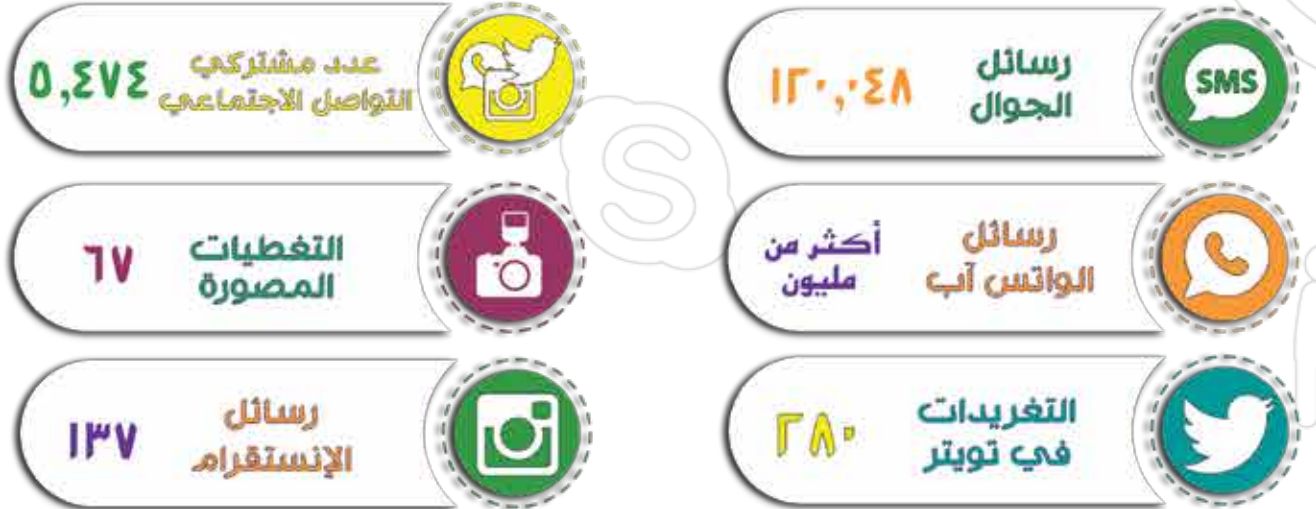 SMS
رسائل
الجوال
١٢٠,٠٤٨
عدد مشتركي
التواصل الاجتماعي
٥,٤٧٤
رسائل
الواتس آب
أكثر من
مليون
التغطيات
المصورة
٦٧
التغريدات
في تويتر
٢٨٠
رسائل
الإنستقرام
١٣٧